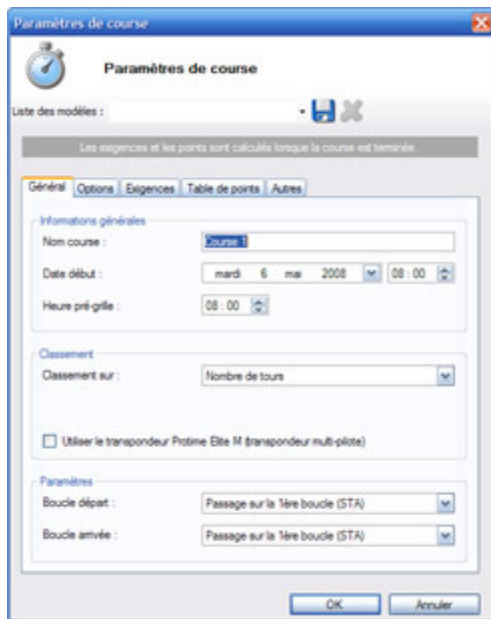 Paramètres de course
Paramètres de course
Liste des modèles :
Les exigences et les points sont calculés lorsque la course est terminée.
Général Options Exigences Table de points Autres
Informations générales
Nom course : Course 1
Date début : mardi 6 mai 2008 08 : 00
Heure pré-grille : 08 : 00
Classement
Classement sur : Nombre de tours
Utiliser le transpondeur Protime Elite M (transpondeur multi-pilote)
Paramètres
Boucle départ : Passage sur la 1ère boucle (STA)
Boucle arrivée : Passage sur la 1ère boucle (STA)
OK Annuler